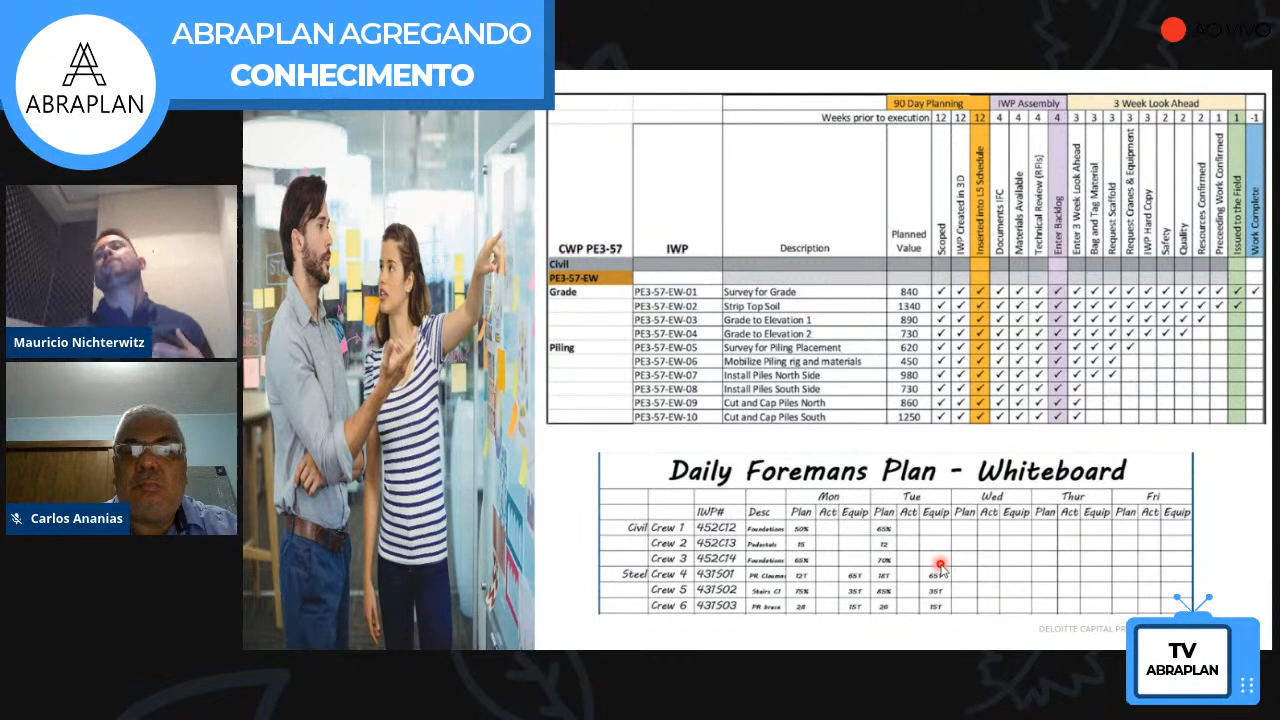 ABRAPLAN AGREGANDO
CONHECIMENTO
ABRAPLAN
AO VIVO
Mauricio Nichterwitz
Carlos Ananias
90 Day Planning IWP Assembly 3 Week Look Ahead
Weeks prior to execution 12 12 12 4 4 4 4 3 3 3 3 2 2 2 1 1 -1
CWP PE3-57 IWP Description Planned Value Scoped IWP Created in 3D Inserted into L5 Schedule Documents IFC Materials Available Technical Review (RFIs) Enter Backlog Enter 3 Week Look Ahead Bag and Tag Material Request Scaffold Request Cranes & Equipment IWP Hard Copy Safety Quality Resources Confirmed Preceeding Work Confirmed Issued to the Field Work Complete
Civil
PE3-57-EW
Grade PE3-57-EW-01 Survey for Grade 840 ✓ ✓ ✓ ✓ ✓ ✓ ✓ ✓ ✓ ✓ ✓ ✓ ✓ ✓ ✓ ✓ ✓ ✓
PE3-57-EW-02 Strip Top Soil 1340 ✓ ✓ ✓ ✓ ✓ ✓ ✓ ✓ ✓ ✓ ✓ ✓ ✓ ✓ ✓ ✓ ✓
PE3-57-EW-03 Grade to Elevation 1 890 ✓ ✓ ✓ ✓ ✓ ✓ ✓ ✓ ✓ ✓ ✓ ✓ ✓ ✓ ✓
PE3-57-EW-04 Grade to Elevation 2 730 ✓ ✓ ✓ ✓ ✓ ✓ ✓ ✓ ✓ ✓ ✓ ✓ ✓ ✓
Piling PE3-57-EW-05 Survey for Piling Placement 620 ✓ ✓ ✓ ✓ ✓ ✓ ✓ ✓ ✓ ✓ ✓
PE3-57-EW-06 Mobilize Piling rig and materials 450 ✓ ✓ ✓ ✓ ✓ ✓ ✓ ✓ ✓ ✓
PE3-57-EW-07 Install Piles North Side 980 ✓ ✓ ✓ ✓ ✓ ✓ ✓ ✓ ✓ ✓
PE3-57-EW-08 Install Piles South Side 730 ✓ ✓ ✓ ✓ ✓ ✓ ✓ ✓
PE3-57-EW-09 Cut and Cap Piles North 860 ✓ ✓ ✓ ✓ ✓ ✓ ✓ ✓
PE3-57-EW-10 Cut and Cap Piles South 1250 ✓ ✓ ✓ ✓ ✓ ✓ ✓ ✓
Daily Foremans Plan - Whiteboard
Mon Tue Wed Thur Fri
IWP# Desc Plan Act Equip Plan Act Equip Plan Act Equip Plan Act Equip Plan Act Equip
Civil Crew 1 452C12 Foundations 50% 65%
Crew 2 452C13 Pedestals 15 12
Crew 3 452C14 Foundations 65% 70%
Steel Crew 4 431501 PR Cloumns 12T 65T 18T 65T
Crew 5 431502 Stairs C1 75% 35T 85% 35T
Crew 6 431503 PR brace 28 15T 26 15T
DELOITTE CAPITAL PR
TV
ABRAPLAN